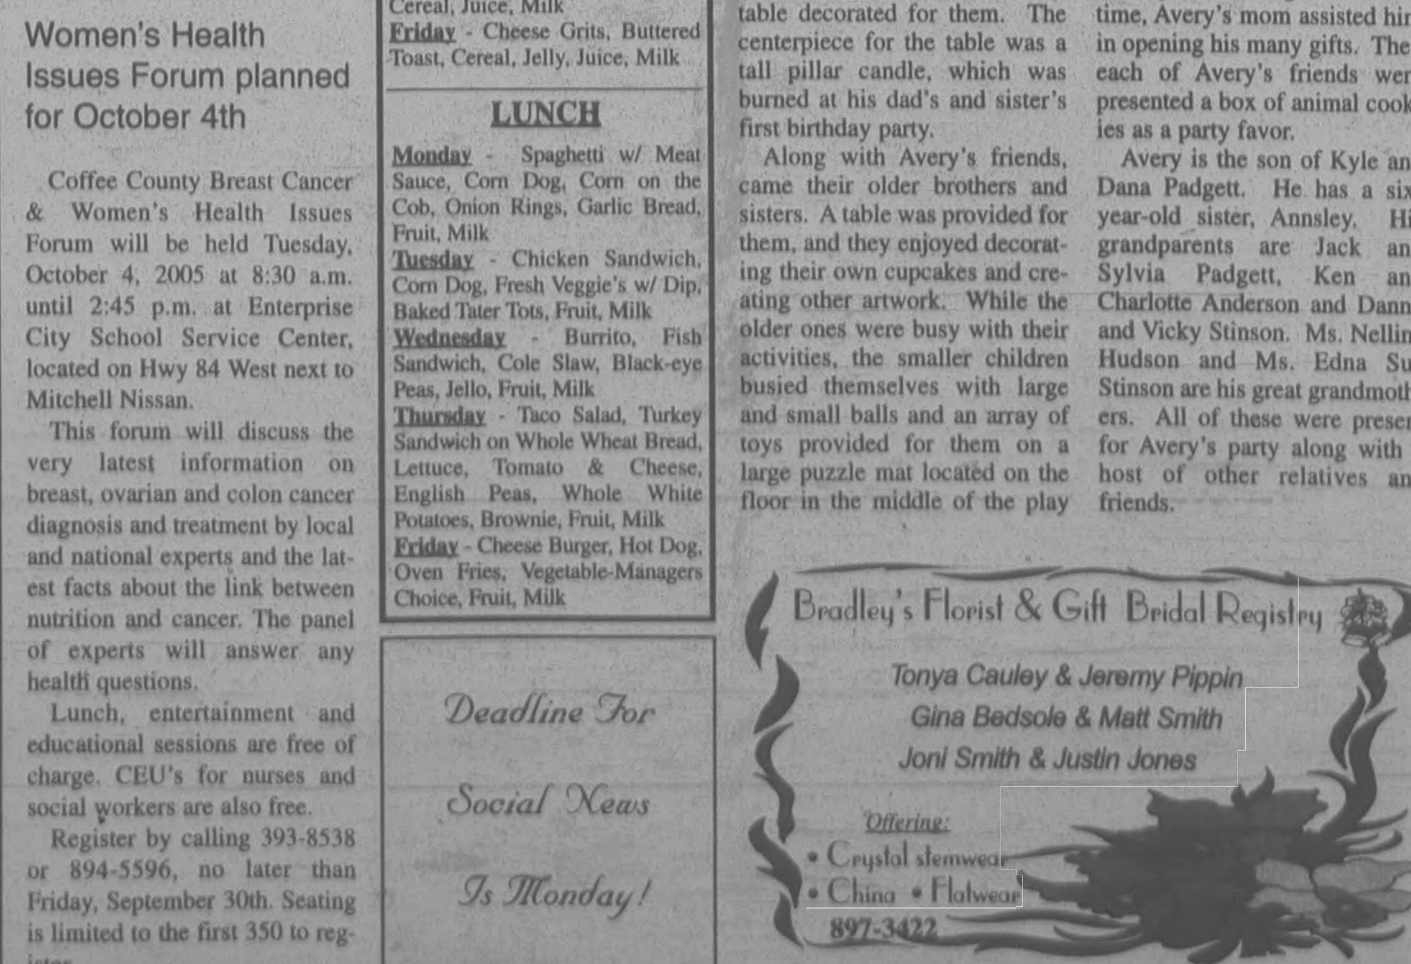 Women's Health
Issues Forum planned
for October 4th
Coffee County Breast Cancer
& Women's Health Issues
Forum will be held Tuesday,
October 4, 2005 at 8:30 a.m.
until 2:45 p.m. at Enterprise
City School Service Center,
located on Hwy 84 West next to
Mitchell Nissan.
This forum will discuss the
very latest information on
breast, ovarian and colon cancer
diagnosis and treatment by local
and national experts and the lat-
est facts about the link between
nutrition and cancer. The panel
of experts will answer any
health questions.
Lunch, entertainment and
educational sessions are free of
charge. CEU's for nurses and
social workers are also free.
Register by calling 393-8538
or 894-5596, no later than
Friday, September 30th. Seating
is limited to the first 350 to reg-
Cereal, Juice, Milk
Friday - Cheese Grits, Buttered
Toast, Cereal, Jelly, Juice, Milk
LUNCH
Monday - Spaghetti w/ Meat
Sauce, Corn Dog, Corn on the
Cob, Onion Rings, Garlic Bread,
Fruit, Milk
Tuesday - Chicken Sandwich,
Corn Dog, Fresh Veggie's w/ Dip,
Baked Tater Tots, Fruit, Milk
Wednesday - Burrito, Fish
Sandwich, Cole Slaw, Black-eye
Peas, Jello, Fruit, Milk
Thursday - Taco Salad, Turkey
Sandwich on Whole Wheat Bread,
Lettuce, Tomato & Cheese,
English Peas, Whole White
Potatoes, Brownie, Fruit, Milk
Friday - Cheese Burger, Hot Dog,
Oven Fries, Vegetable-Managers
Choice, Fruit, Milk
Deadline For
Social News
Is Monday!
table decorated for them. The
centerpiece for the table was a
tall pillar candle, which was
burned at his dad's and sister's
first birthday party.
Along with Avery's friends,
came their older brothers and
sisters. A table was provided for
them, and they enjoyed decorat-
ing their own cupcakes and cre-
ating other artwork. While the
older ones were busy with their
activities, the smaller children
busied themselves with large
and small balls and an array of
toys provided for them on a
large puzzle mat located on the
floor in the middle of the play
time, Avery's mom assisted hi
in opening his many gifts. The
each of Avery's friends wer
presented a box of animal cook
ies as a party favor.
Avery is the son of Kyle an
Dana Padgett. He has a six
year-old sister, Annsley. Hi
grandparents are Jack an
Sylvia Padgett, Ken an
Charlotte Anderson and Dann
and Vicky Stinson. Ms. Nellin
Hudson and Ms. Edna Su
Stinson are his great grandmoth
ers. All of these were presen
for Avery's party along with
host of other relatives an
friends.
Bradley's Florist & Gift Bridal Registry
Tonya Cauley & Jeremy Pippin
Gina Bedsole & Matt Smith
Joni Smith & Justin Jones
Offering:
• Crystal stemwear
• China • Flatwear
897-3422